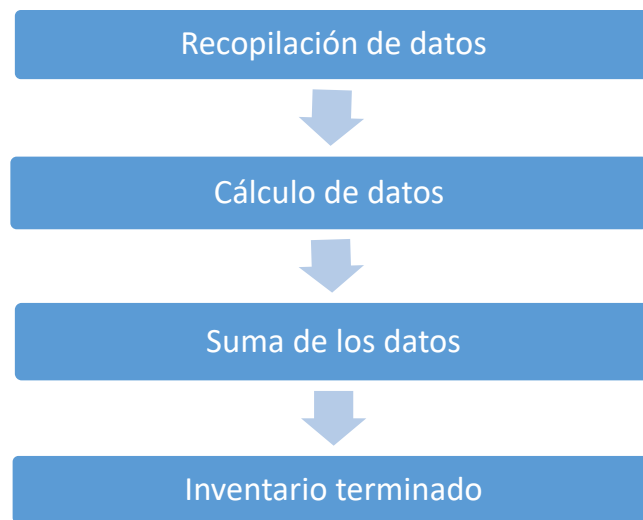 Recopilación de datos
Cálculo de datos
Suma de los datos
Inventario terminado